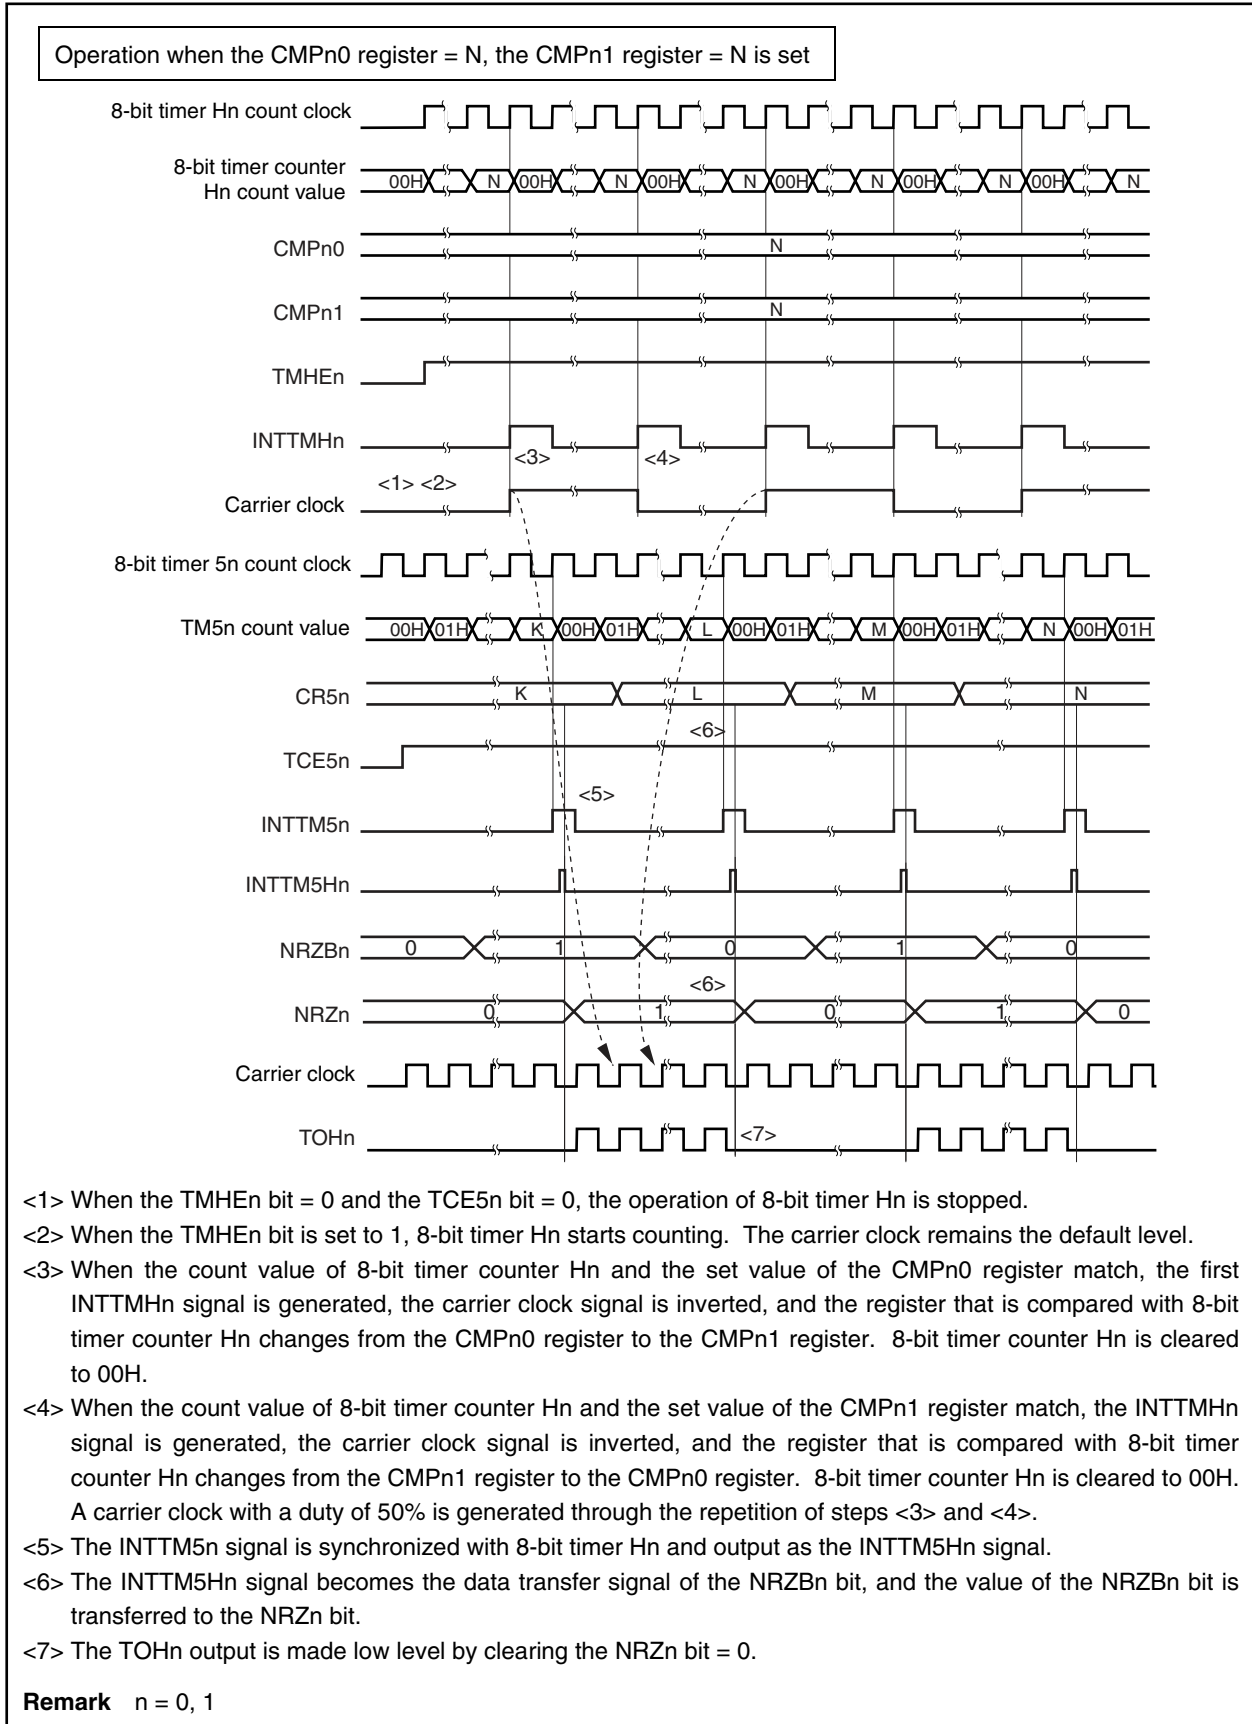 Operation when the CMPn0 register = N, the CMPn1 register = N is set
8-bit timer Hn count clock
8-bit timer counter
Hn count value
00H N 00H N 00H N 00H N 00H N 00H N
CMPn0
N
CMPn1
N
TMHEn
INTTMHn
<3> <4>
<1> <2>
Carrier clock
8-bit timer 5n count clock
TM5n count value
00H 01H K 00H 01H L 00H 01H M 00H 01H N 00H 01H
CR5n
K L M N
<6>
TCE5n
<5>
INTTM5n
INTTM5Hn
NRZBn
0 1 0 1 0
<6>
NRZn
0 1 0 1 0
Carrier clock
TOHn
<7>
<1> When the TMHEn bit = 0 and the TCE5n bit = 0, the operation of 8-bit timer Hn is stopped.
<2> When the TMHEn bit is set to 1, 8-bit timer Hn starts counting. The carrier clock remains the default level.
<3> When the count value of 8-bit timer counter Hn and the set value of the CMPn0 register match, the first
INTTMHn signal is generated, the carrier clock signal is inverted, and the register that is compared with 8-bit
timer counter Hn changes from the CMPn0 register to the CMPn1 register. 8-bit timer counter Hn is cleared
to 00H.
<4> When the count value of 8-bit timer counter Hn and the set value of the CMPn1 register match, the INTTMHn
signal is generated, the carrier clock signal is inverted, and the register that is compared with 8-bit timer
counter Hn changes from the CMPn1 register to the CMPn0 register. 8-bit timer counter Hn is cleared to 00H.
A carrier clock with a duty of 50% is generated through the repetition of steps <3> and <4>.
<5> The INTTM5n signal is synchronized with 8-bit timer Hn and output as the INTTM5Hn signal.
<6> The INTTM5Hn signal becomes the data transfer signal of the NRZBn bit, and the value of the NRZBn bit is
transferred to the NRZn bit.
<7> The TOHn output is made low level by clearing the NRZn bit = 0.
Remark n = 0, 1